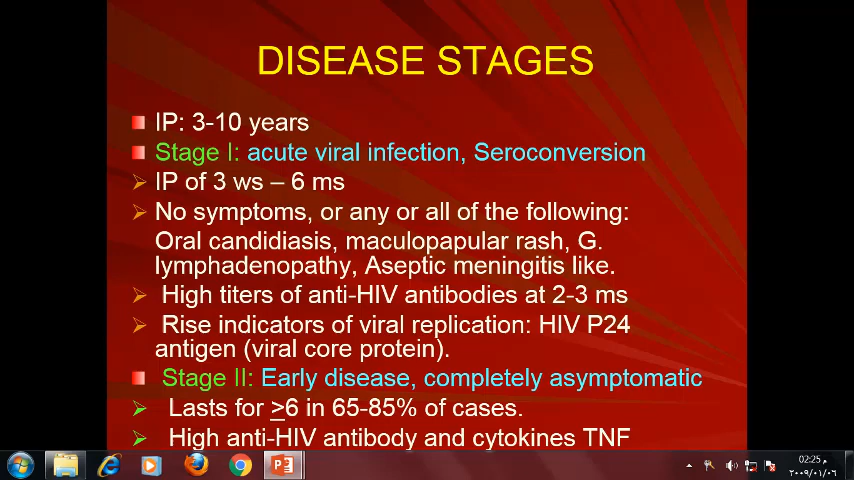 DISEASE STAGES
IP: 3-10 years
Stage I: acute viral infection, Seroconversion
IP of 3 ws – 6 ms
No symptoms, or any or all of the following:
Oral candidiasis, maculopapular rash, G.
lymphadenopathy, Aseptic meningitis like.
High titers of anti-HIV antibodies at 2-3 ms
Rise indicators of viral replication: HIV P24
antigen (viral core protein).
Stage II: Early disease, completely asymptomatic
Lasts for >6 in 65-85% of cases.
High anti-HIV antibody and cytokines TNF
02:25 م
٢٠٠٩/٠١/٠٦